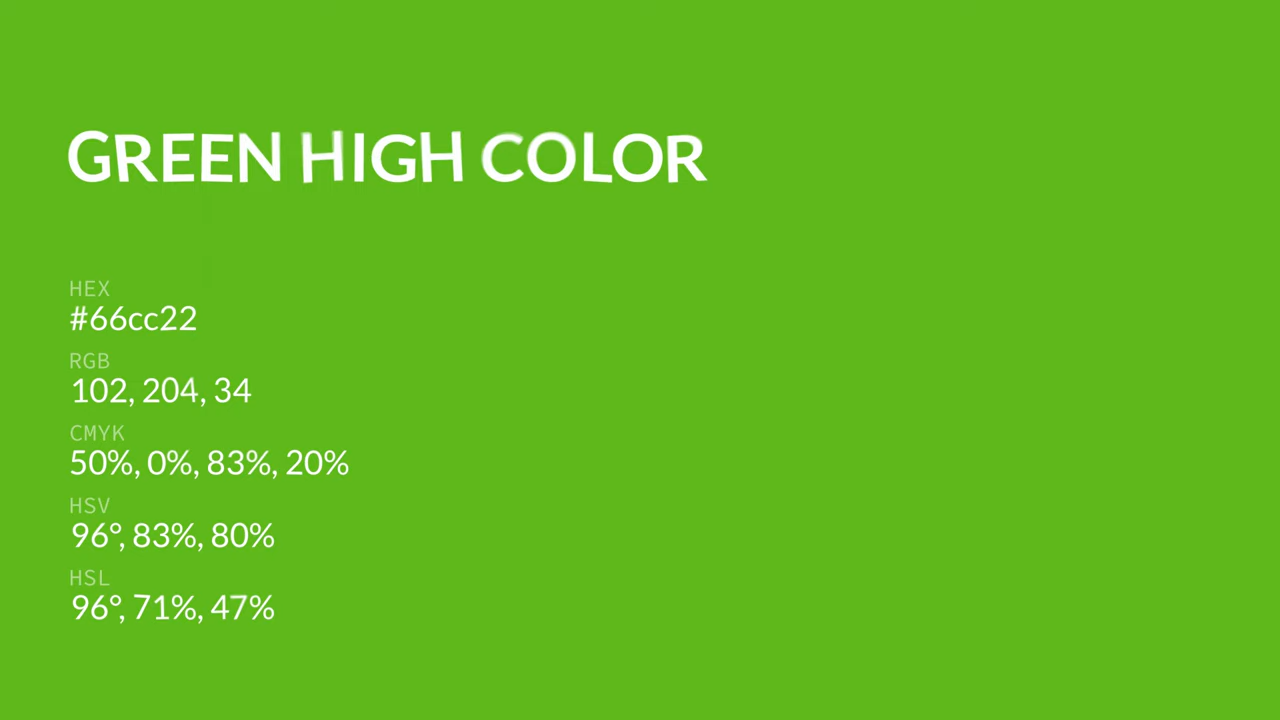 GREEN HIGH COLOR
HEX
#66cc22
RGB
102, 204, 34
CMYK
50%, 0%, 83%, 20%
HSV
96°, 83%, 80%
HSL
96°, 71%, 47%